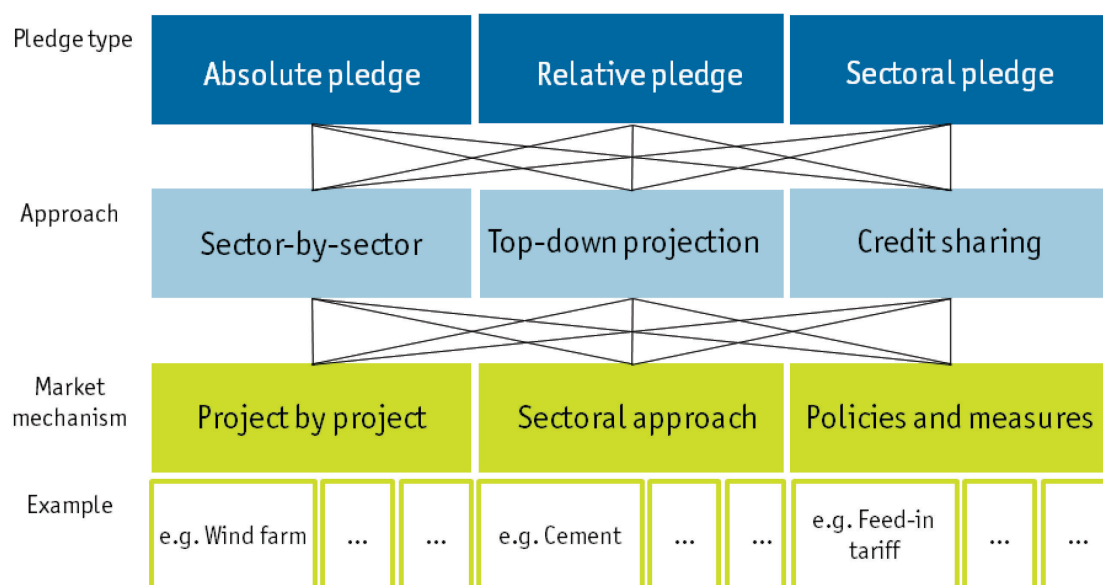 Pledge type
Absolute pledge
Relative pledge
Sectoral pledge
Approach
Sector-by-sector
Top-down projection
Credit sharing
Market
mechanism
Project by project
Sectoral approach
Policies and measures
Example
e.g. Wind farm
...
...
e.g. Cement
...
...
e.g. Feed-in
tariff
...
...